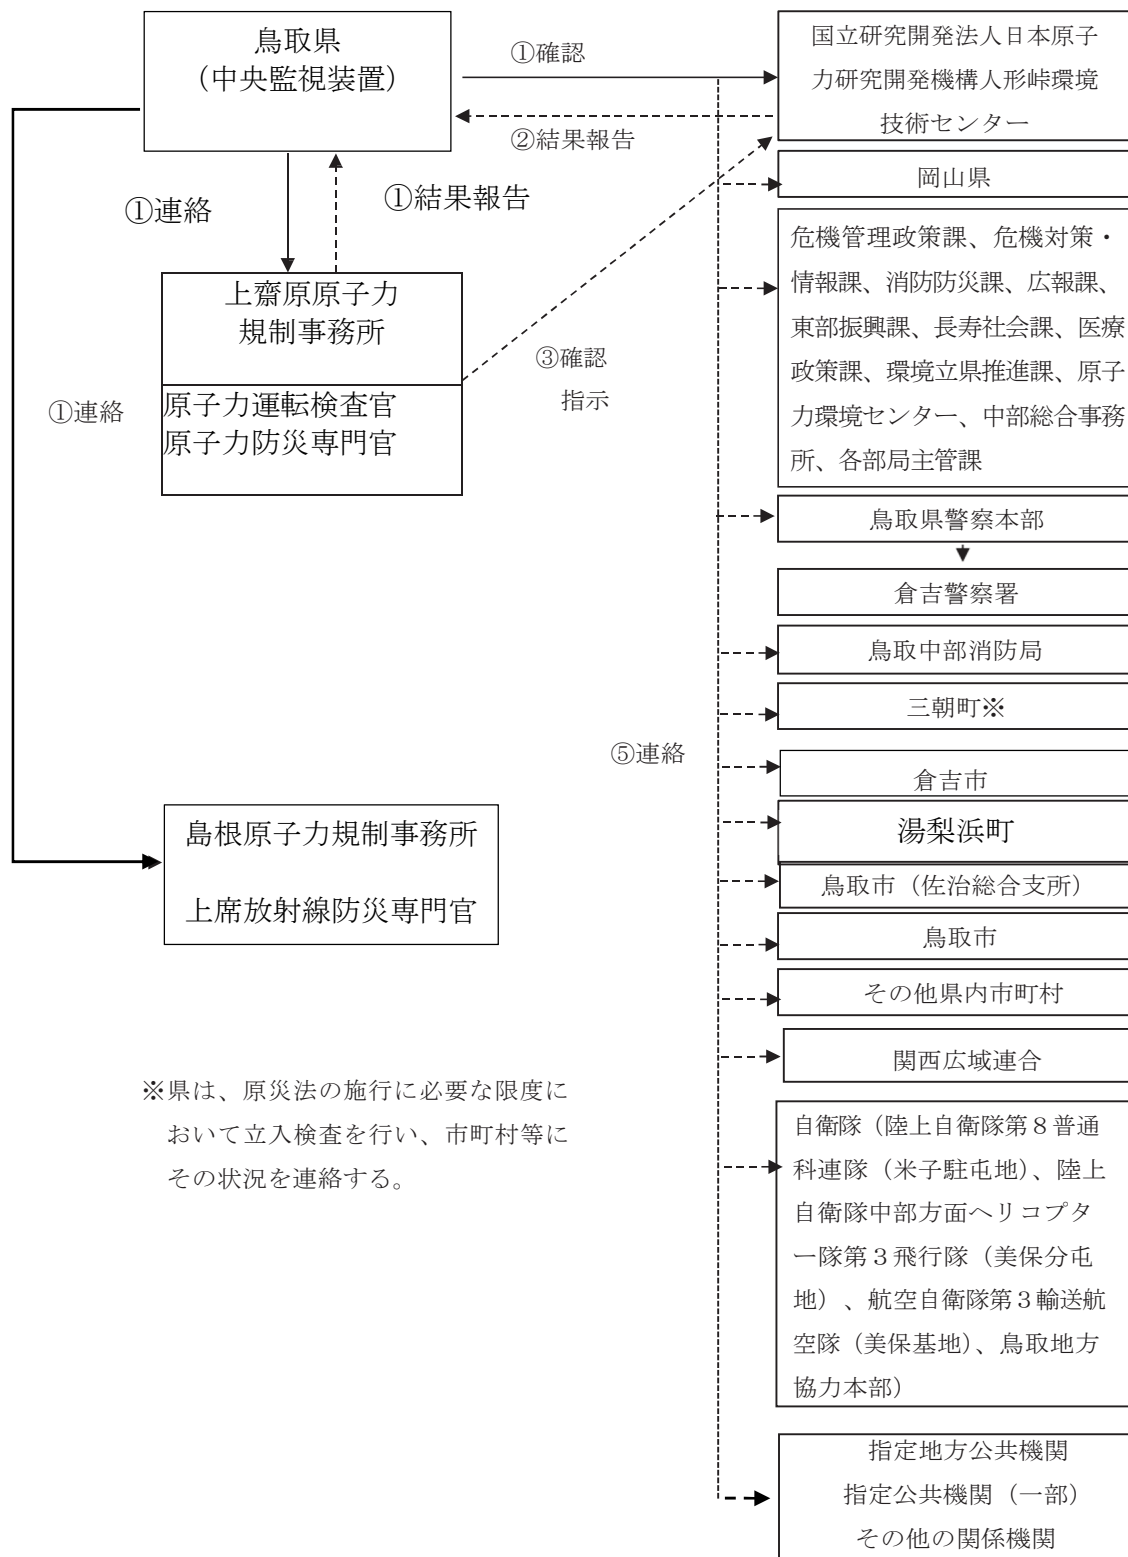 鳥取県
（中央監視装置）
①確認
国立研究開発法人日本原子
力研究開発機構人形峠環境
技術センター
②結果報告
①連絡
①結果報告
岡山県
危機管理政策課、危機対策・
情報課、消防防災課、広報課、
東部振興課、長寿社会課、医療
政策課、環境立県推進課、原子
力環境センター、中部総合事務
所、各部局主管課
上齋原原子力
規制事務所
原子力運転検査官
原子力防災専門官
③確認
指示
①連絡
鳥取県警察本部
倉吉警察署
鳥取中部消防局
三朝町※
⑤連絡
倉吉市
湯梨浜町
鳥取市（佐治総合支所）
鳥取市
その他県内市町村
関西広域連合
島根原子力規制事務所
上席放射線防災専門官
※県は、原災法の施行に必要な限度に
おいて立入検査を行い、市町村等に
その状況を連絡する。
自衛隊（陸上自衛隊第８普通
科連隊（米子駐屯地）、陸上
自衛隊中部方面ヘリコプタ
ー隊第３飛行隊（美保分屯
地）、航空自衛隊第３輸送航
空隊（美保基地）、鳥取地方
協力本部）
指定地方公共機関
指定公共機関（一部）
その他の関係機関